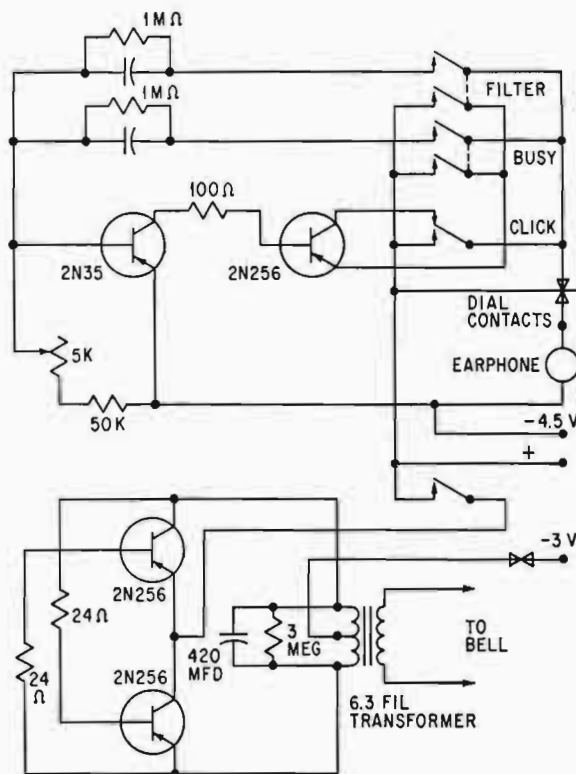 1MΩ
FILTER
1MΩ
BUSY
100Ω
CLICK
2N35
2N256
DIAL
CONTACTS
5K
EARPHONE
50K
-4.5 V
+
-3 V
2N256
24Ω
24
Ω
420
MFD
3
MEG
TO
BELL
2N256
6.3 FIL
TRANSFORMER